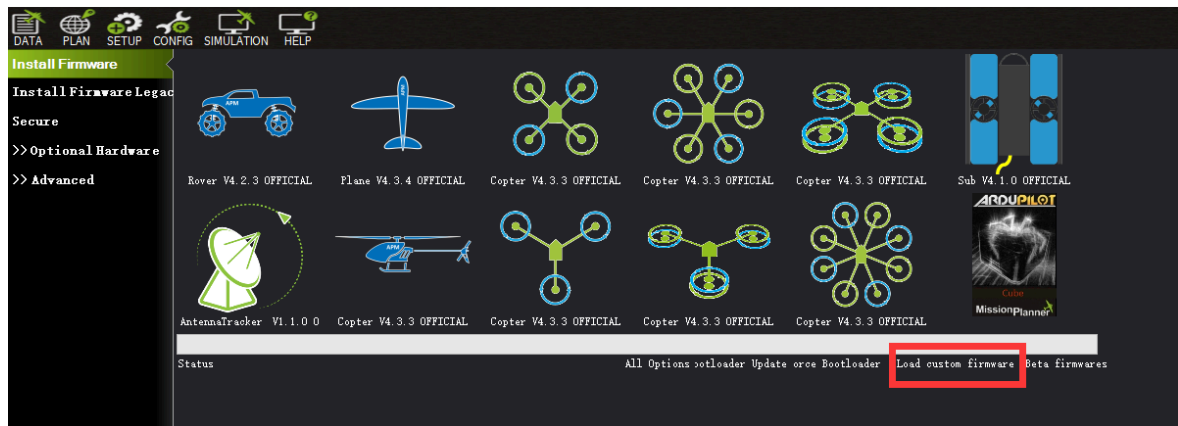 DATA PLAN SETUP CONFIG SIMULATION HELP
Install Firmware
Install Firmware Legac
Secure
>>Optional Hardware
>> Advanced
APM
APM
Rover V4.2.3 OFFICIAL
Plane V4.3.4 OFFICIAL
Copter V4.3.3 OFFICIAL
Copter V4.3.3 OFFICIAL
Copter V4.3.3 OFFICIAL
Sub V4.1.0 OFFICIAL
APM
ARDUPILOT
Cube
MissionPlanner
AntennaTracker V1.1.0 0
Copter V4.3.3 OFFICIAL
Copter V4.3.3 OFFICIAL
Copter V4.3.3 OFFICIAL
Copter V4.3.3 OFFICIAL
Status
All Options otloader Update orce Bootloader Load custom firmware Beta firmwares